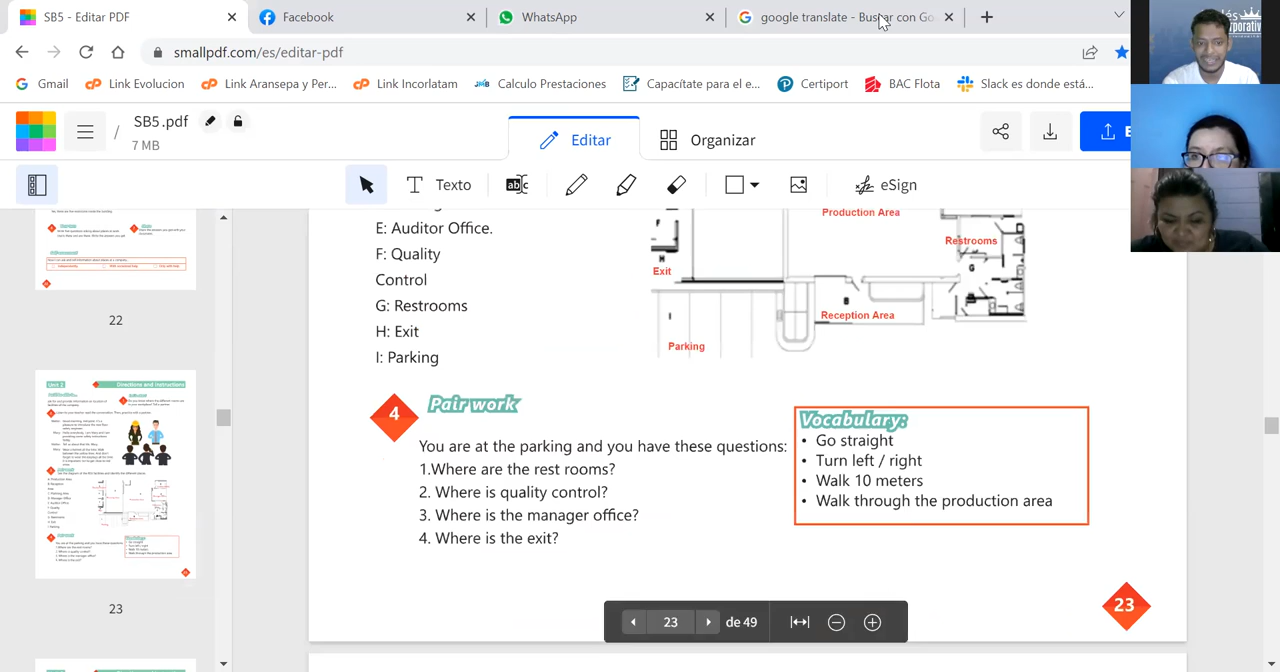 SB5 - Editar PDF
Facebook
WhatsApp
google translate - Buscar con Go
smallpdf.com/es/editar-pdf
Gmail
Link Evolucion
Link Aransepa y Per...
Link Incorlatam
Calculo Prestaciones
Capacítate para el e...
Certiport
BAC Flota
Slack es donde está...
SB5.pdf
7 MB
Editar
Organizar
Texto
eSign
22
Unit 2
Directions and Instructions
23
Production Area
E: Auditor Office.
F: Quality
Control
G: Restrooms
H: Exit
I: Parking
F
H
Exit
Restrooms
G
B
Reception Area
I
Parking
4
Pair work
You are at the parking and you have these questions:
1.Where are the rest rooms?
2. Where is quality control?
3. Where is the manager office?
4. Where is the exit?
Vocabulary:
• Go straight
• Turn left / right
• Walk 10 meters
• Walk through the production area
23
23
de 49